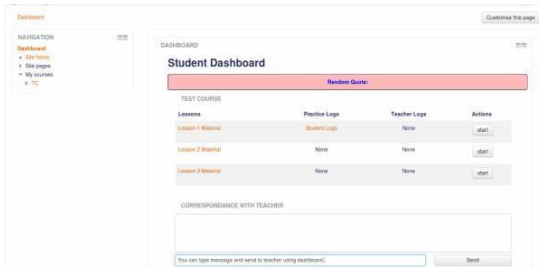 Dashboard
Customise this page
NAVIGATION
Dashboard
Site home
Site pages
My courses
TC
DASHBOARD
Student Dashboard
Random Quote:
TEST COURSE
Lessons Practice Logs Teacher Logs Actions
Lesson 1 Material Student Logs None start
Lesson 2 Material None None start
Lesson 3 Material None None start
CORRESPONDANCE WITH TEACHER
You can type message and send to teacher using dashboard.
Send